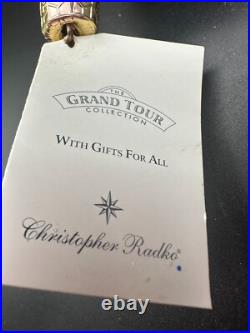 THE
GRAND TOUR
COLLECTION
WITH GIFTS FOR ALL
Christopher Radko®